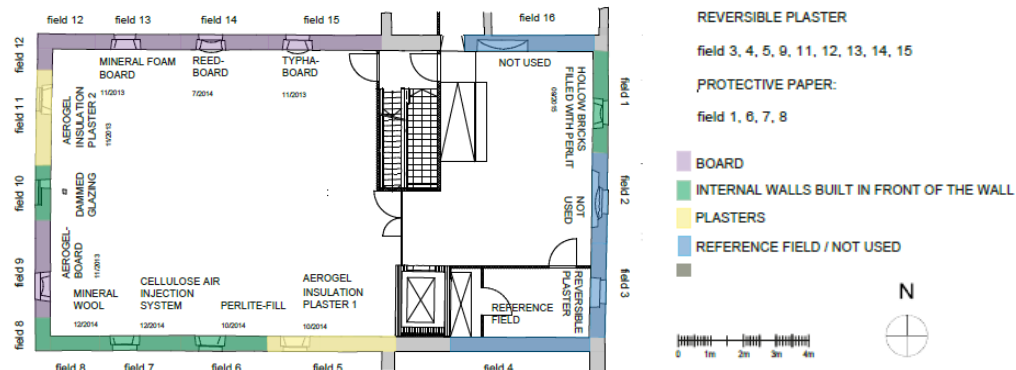 field 12
field 13
field 14
field 15
field 16
field 12
field 11
field 10
field 9
field 8
MINERAL FOAM
BOARD
11/2013
REED-
BOARD
7/2014
TYPHA-
BOARD
11/2013
NOT USED
AEROGEL
INSULATION
PLASTER 2
11/2013
DAMMED
GLAZING
AEROGEL-
BOARD
11/2013
MINERAL
WOOL
12/2014
CELLULOSE AIR
INJECTION
SYSTEM
12/2014
PERLITE-FILL
10/2014
AEROGEL
INSULATION
PLASTER 1
10/2014
HOLLOW BRICKS
FILLED WITH PERLIT
09/2015
NOT
USED
REVERSIBLE
PLASTER
REFERENCE
FIELD
field 1
field 2
field 3
field 8
field 7
field 6
field 5
field 4
REVERSIBLE PLASTER
field 3, 4, 5, 9, 11, 12, 13, 14, 15
PROTECTIVE PAPER:
field 1, 6, 7, 8
BOARD
INTERNAL WALLS BUILT IN FRONT OF THE WALL
PLASTERS
REFERENCE FIELD / NOT USED
N
0 1m 2m 3m 4m